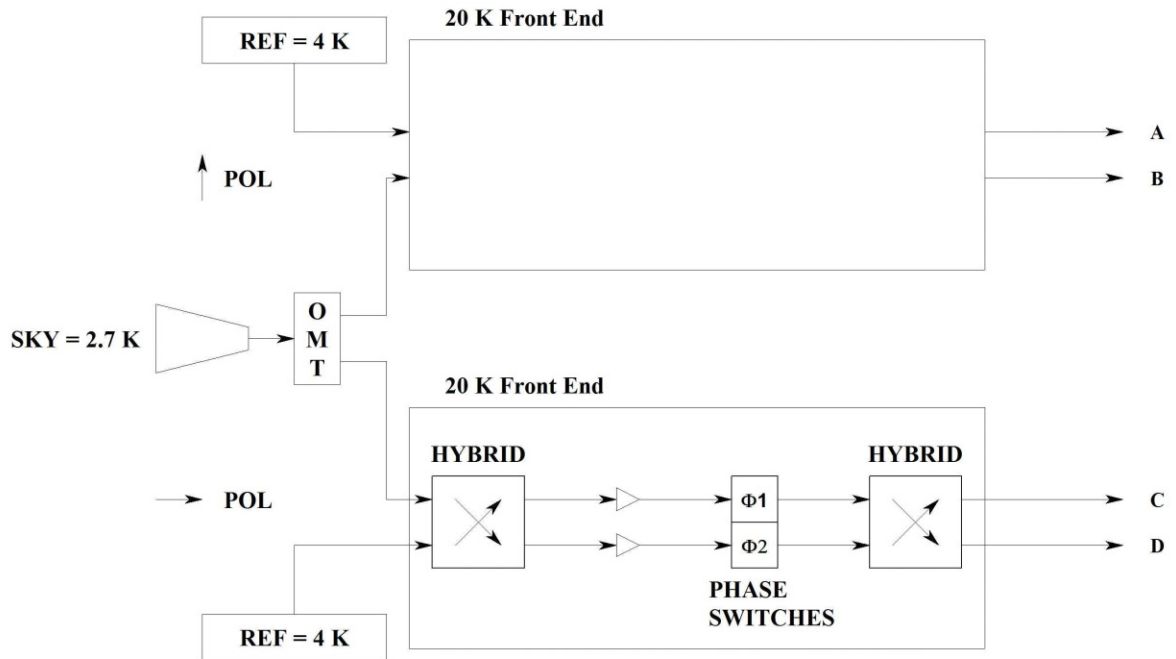 20 K Front End
REF = 4 K
A
POL
B
SKY = 2.7 K
O
M
T
20 K Front End
HYBRID
HYBRID
POL
Φ1
C
Φ2
D
PHASE
SWITCHES
REF = 4 K